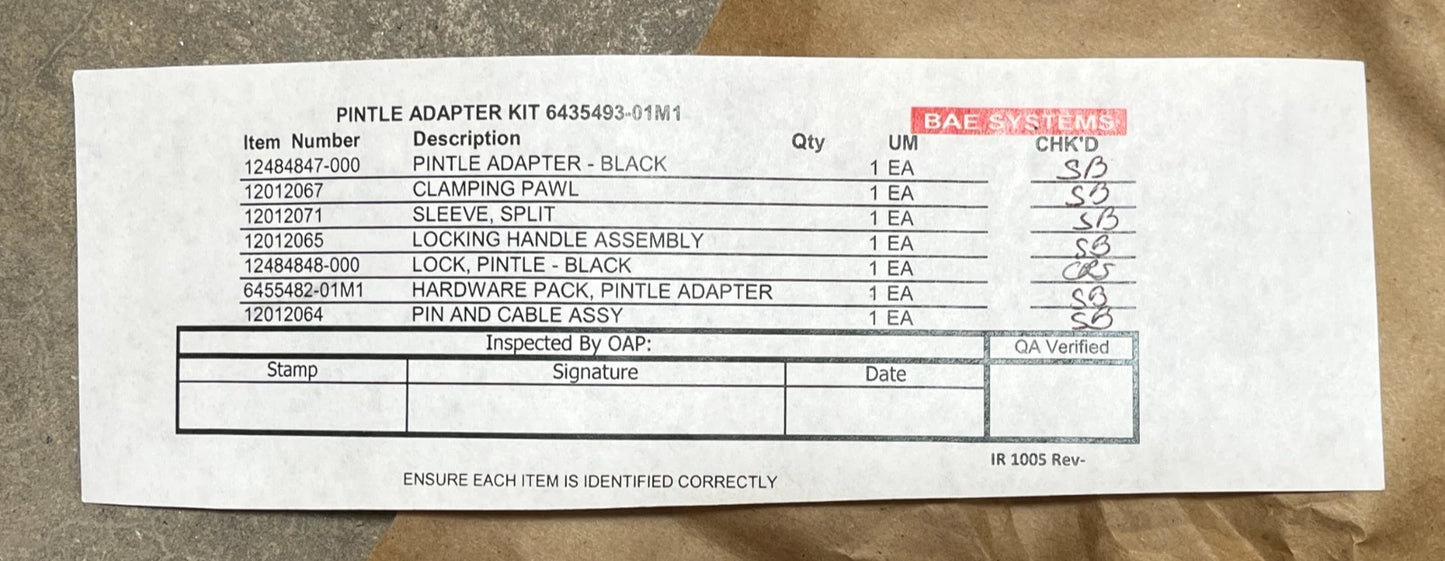 PINTLE ADAPTER KIT 6435493-01M1
BAE SYSTEMS
Item Number Description Qty UM CHK'D
12484847-000 PINTLE ADAPTER - BLACK 1 EA SB
12012067 CLAMPING PAWL 1 EA SB
12012071 SLEEVE, SPLIT 1 EA SB
12012065 LOCKING HANDLE ASSEMBLY 1 EA SB
12484848-000 LOCK, PINTLE - BLACK 1 EA CRS
6455482-01M1 HARDWARE PACK, PINTLE ADAPTER 1 EA SB
12012064 PIN AND CABLE ASSY 1 EA SB
Inspected By OAP: QA Verified
Stamp Signature Date
IR 1005 Rev-
ENSURE EACH ITEM IS IDENTIFIED CORRECTLY